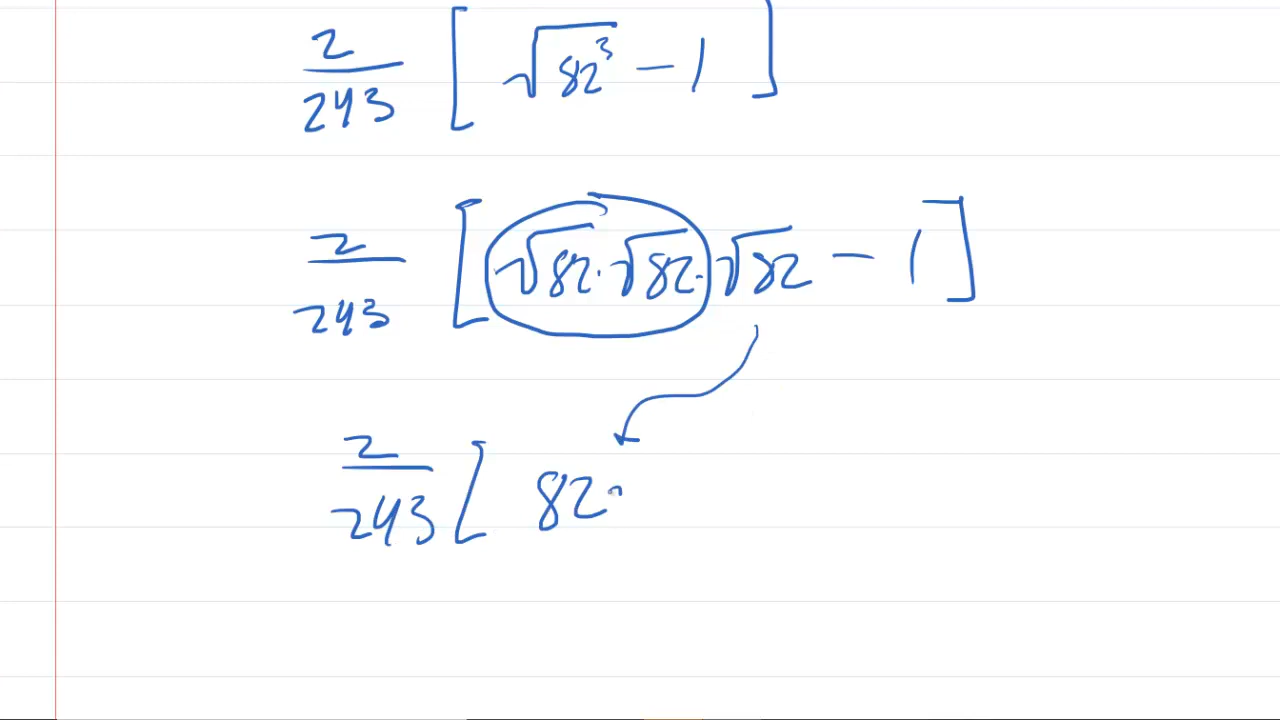 2/243 [ √82³ − 1 ]
2/243 [ √82·√82·√82 − 1 ]
2/243 [ 82·